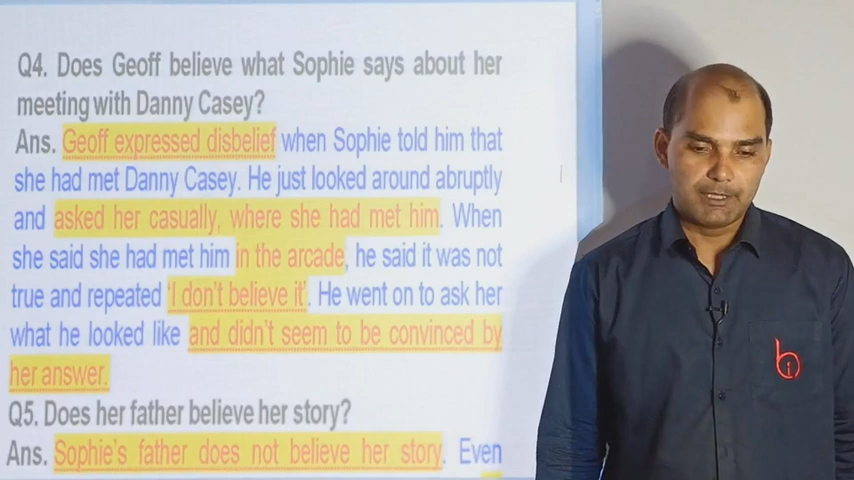 Q4. Does Geoff believe what Sophie says about her
meeting with Danny Casey?
Ans. Geoff expressed disbelief when Sophie told him that
she had met Danny Casey. He just looked around abruptly
and asked her casually, where she had met him. When
she said she had met him in the arcade, he said it was not
true and repeated 'I don't believe it'. He went on to ask her
what he looked like and didn't seem to be convinced by
her answer.
Q5. Does her father believe her story?
Ans. Sophie's father does not believe her story. Even